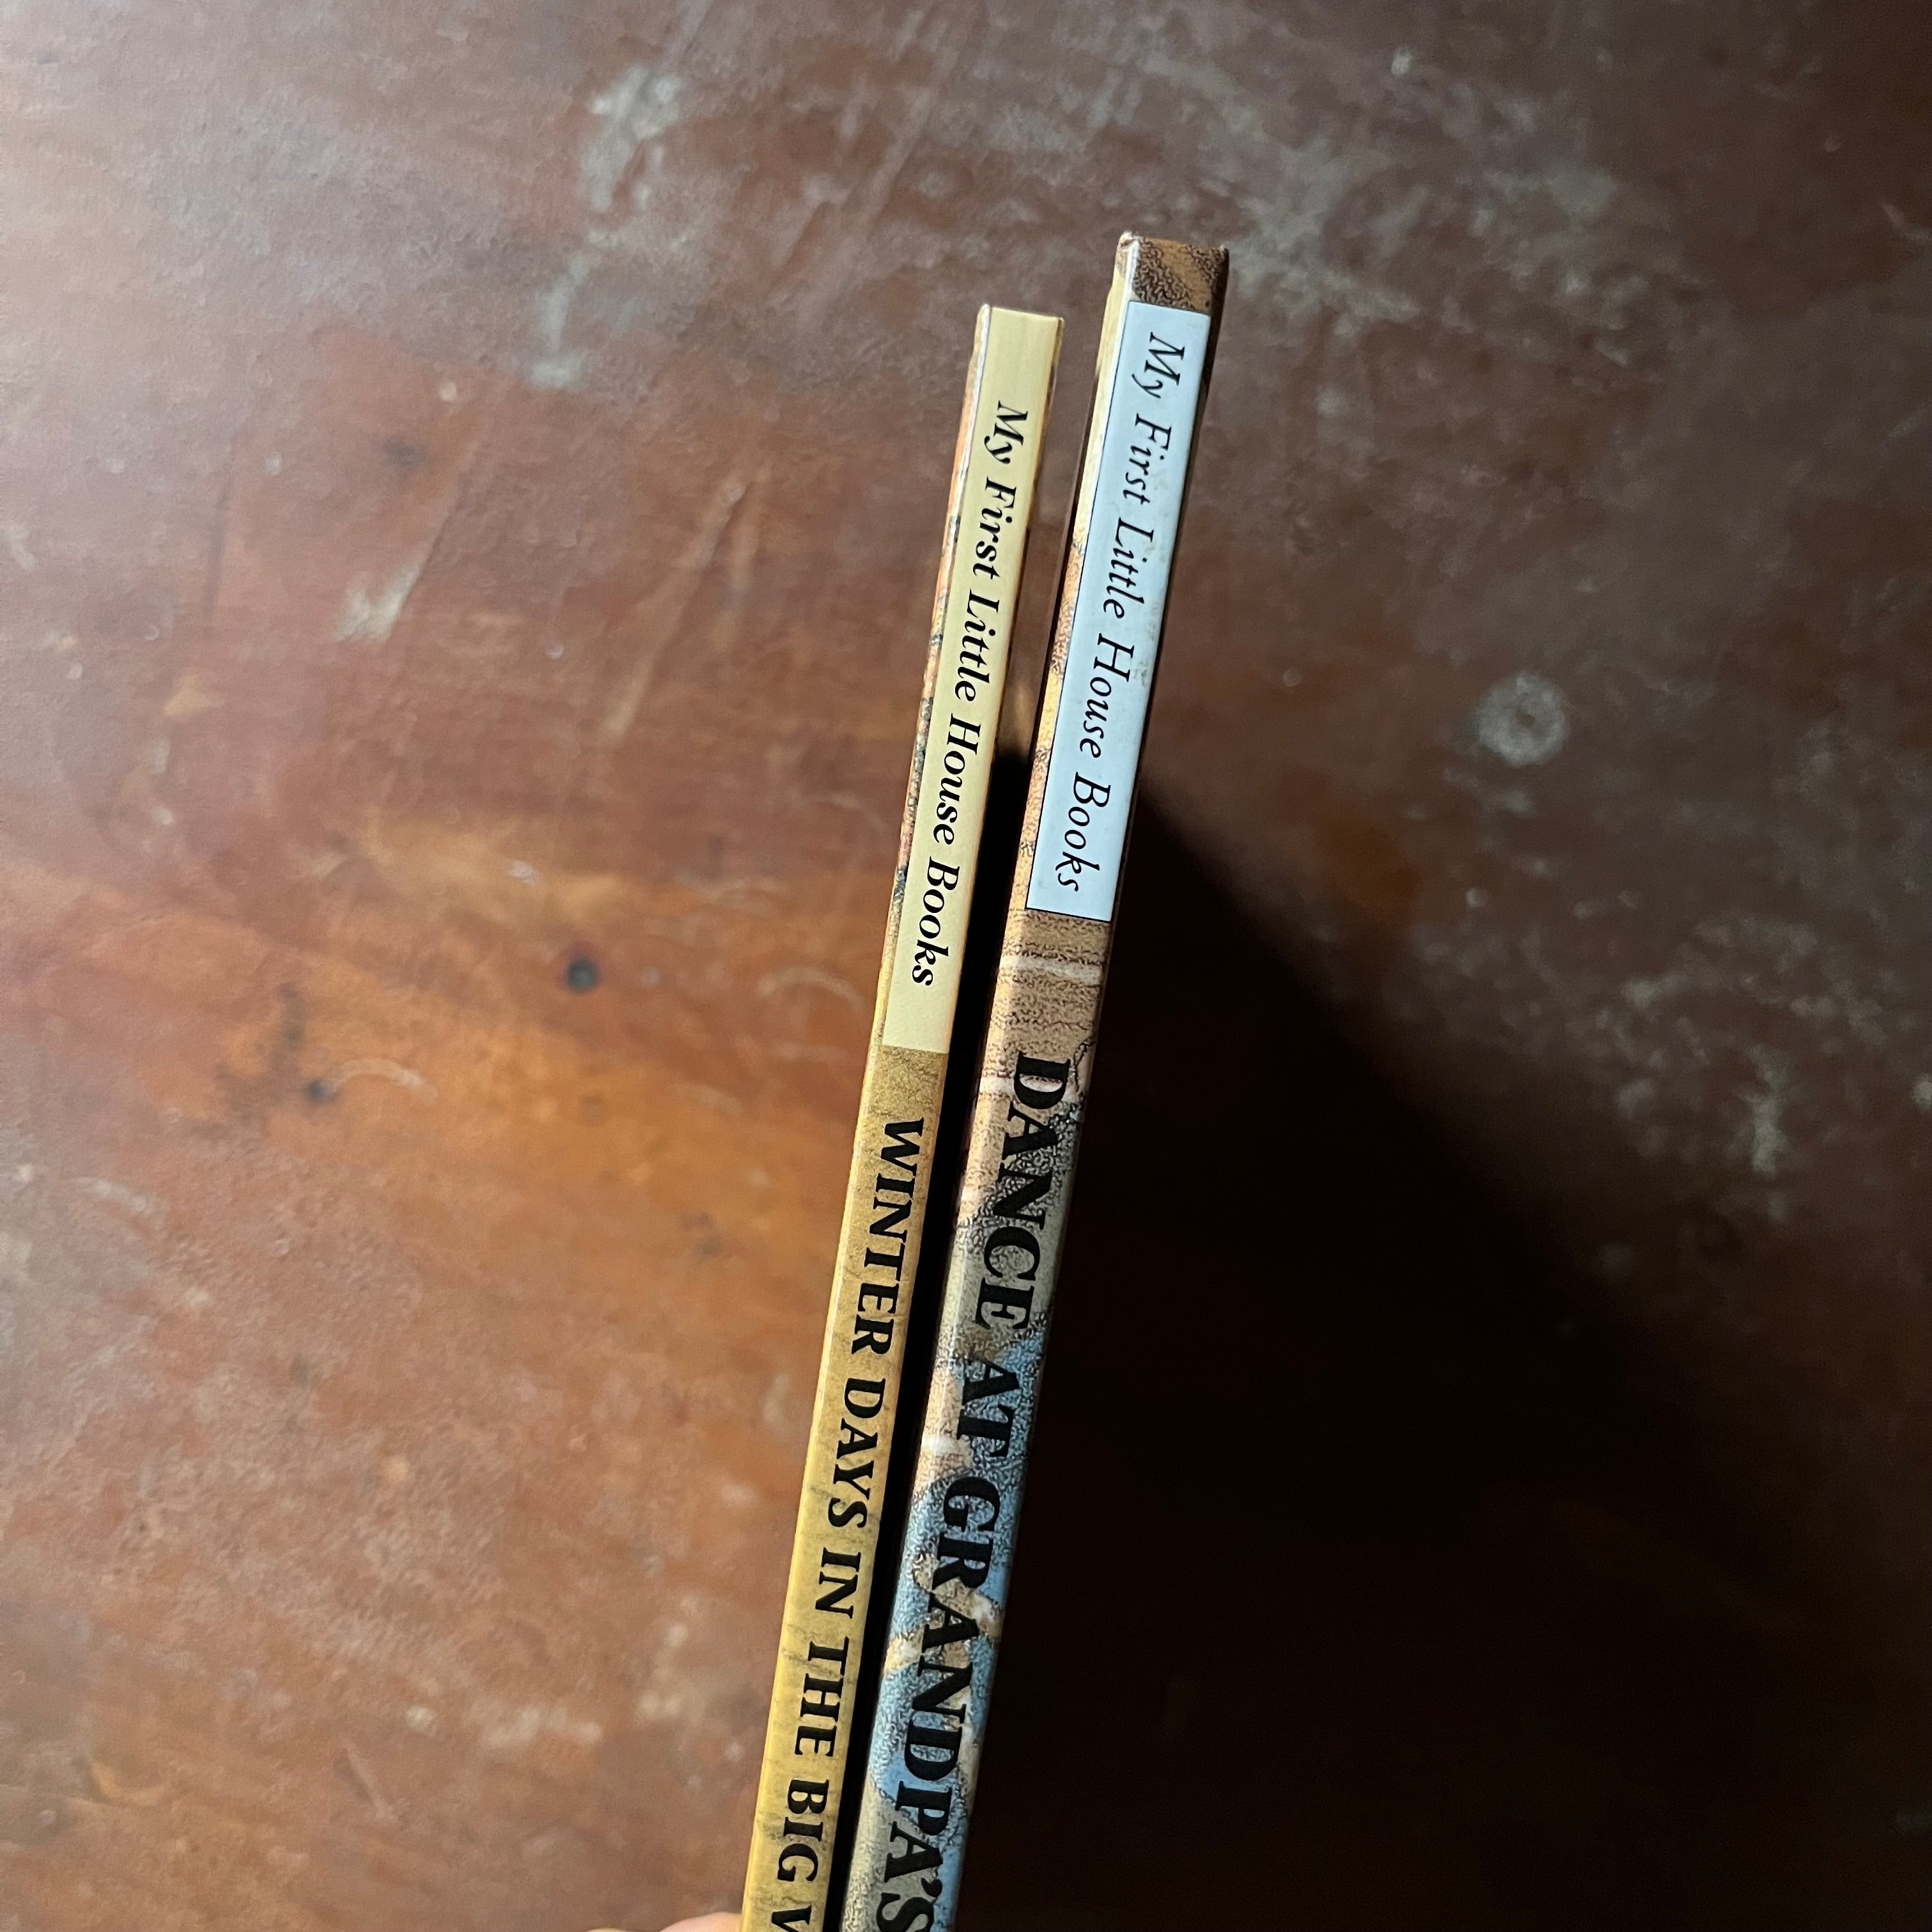 My First Little House Books
WINTER DAYS IN THE BIG
My First Little House Books
DANCE AT GRANDPA'S